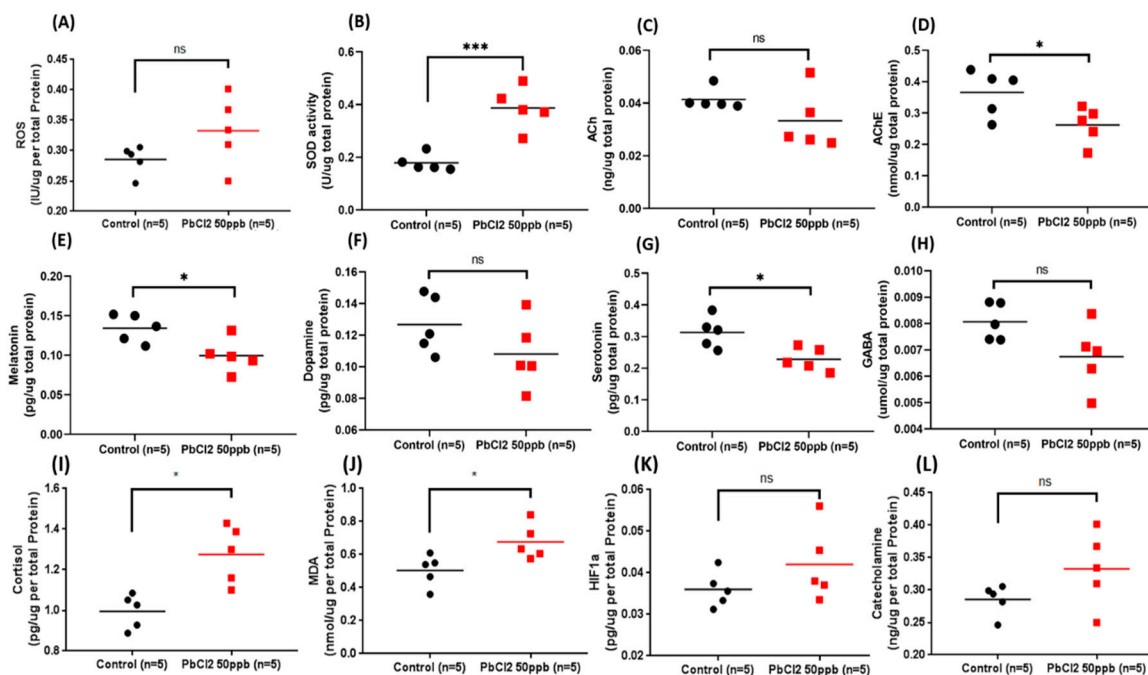 (A)
ns
ROS
(IU/ug per total Protein)
0.45
0.40
0.35
0.30
0.25
0.20
Control (n=5)
PbCl2 50ppb (n=5)
(B)
***
SOD activity
(U/ug total protein)
0.6
0.4
0.2
0.0
Control (n=5)
PbCl2 50ppb (n=5)
(C)
ns
ACh
(ng/ug total protein)
0.06
0.04
0.02
0.00
Control (n=5)
PbCl2 50ppb (n=5)
(D)
*
AChE
(nmol/ug total protein)
0.5
0.4
0.3
0.2
0.1
0.0
Control (n=5)
PbCl2 50ppb (n=5)
(E)
*
Melatonin
(pg/ug total protein)
0.20
0.15
0.10
0.05
0.00
Control (n=5)
PbCl2 50ppb (n=5)
(F)
ns
Dopamine
(pg/ug total protein)
0.16
0.14
0.12
0.10
0.08
0.06
Control (n=5)
PbCl2 50ppb (n=5)
(G)
*
Serotonin
(pg/ug total protein)
0.5
0.4
0.3
0.2
0.1
0.0
Control (n=5)
PbCl2 50ppb (n=5)
(H)
ns
GABA
(umol/ug total protein)
0.010
0.009
0.008
0.007
0.006
0.005
0.004
Control (n=5)
PbCl2 50ppb (n=5)
(I)
*
Cortisol
(pg/ug per total Protein)
1.6
1.4
1.2
1.0
0.8
Control (n=5)
PbCl2 50ppb (n=5)
(J)
*
MDA
(nmol/ug per total Protein)
1.0
0.8
0.6
0.4
0.2
0.0
Control (n=5)
PbCl2 50ppb (n=5)
(K)
ns
HIF1a
(pg/ug per total Protein)
0.06
0.05
0.04
0.03
0.02
Control (n=5)
PbCl2 50ppb (n=5)
(L)
ns
Catecholamine
(ng/ug per total Protein)
0.45
0.40
0.35
0.30
0.25
0.20
Control (n=5)
PbCl2 50ppb (n=5)